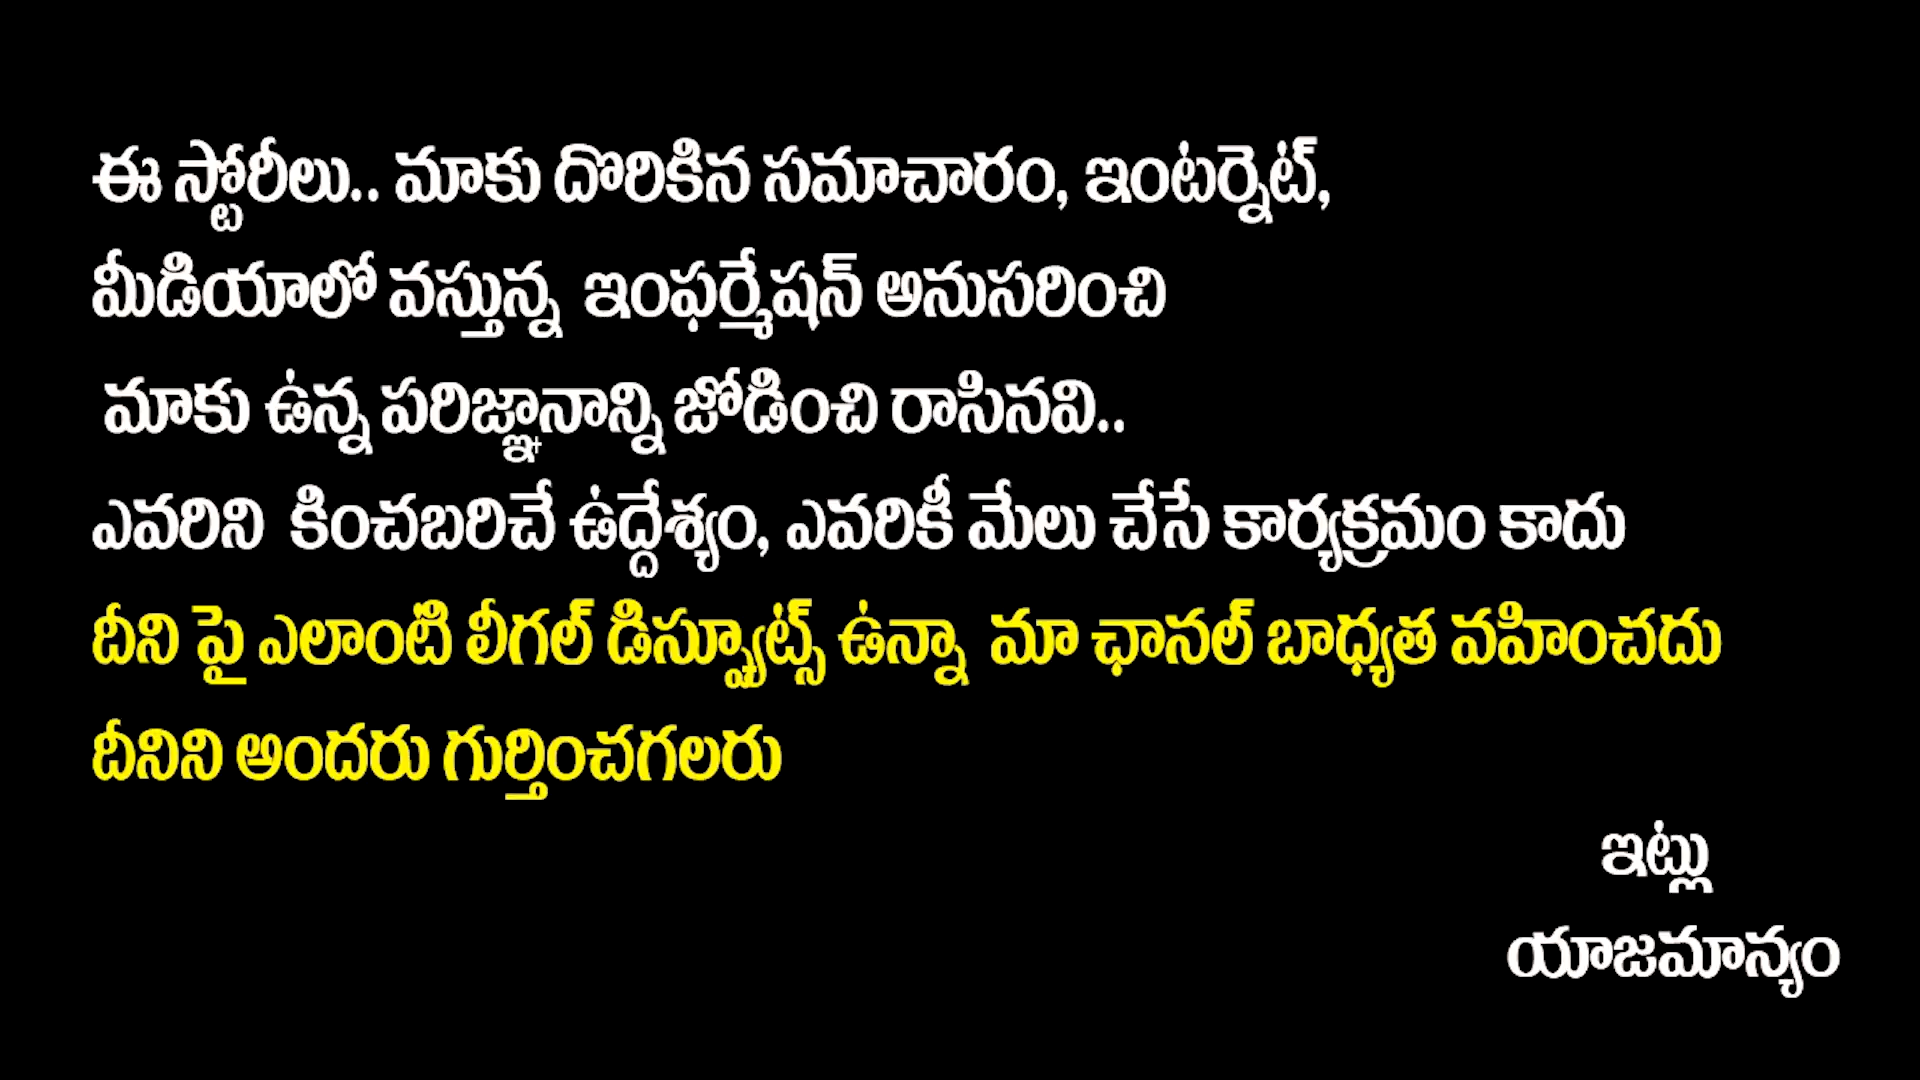 ఈ స్టోరీలు.. మాకు దొరికిన సమాచారం, ఇంటర్నెట్,
మీడియాలో వస్తున్న ఇంఫర్మేషన్ అనుసరించి
మాకు ఉన్న పరిజ్ఞానాన్ని జోడించి రాసినవి..
ఎవరిని కించబరిచే ఉద్దేశ్యం, ఎవరికీ మేలు చేసే కార్యక్రమం కాదు
దీని పై ఎలాంటి లీగల్ డిస్ప్యూట్స్ ఉన్నా మా ఛానల్ బాధ్యత వహించదు
దీనిని అందరు గుర్తించగలరు
ఇట్లు
యాజమాన్యం